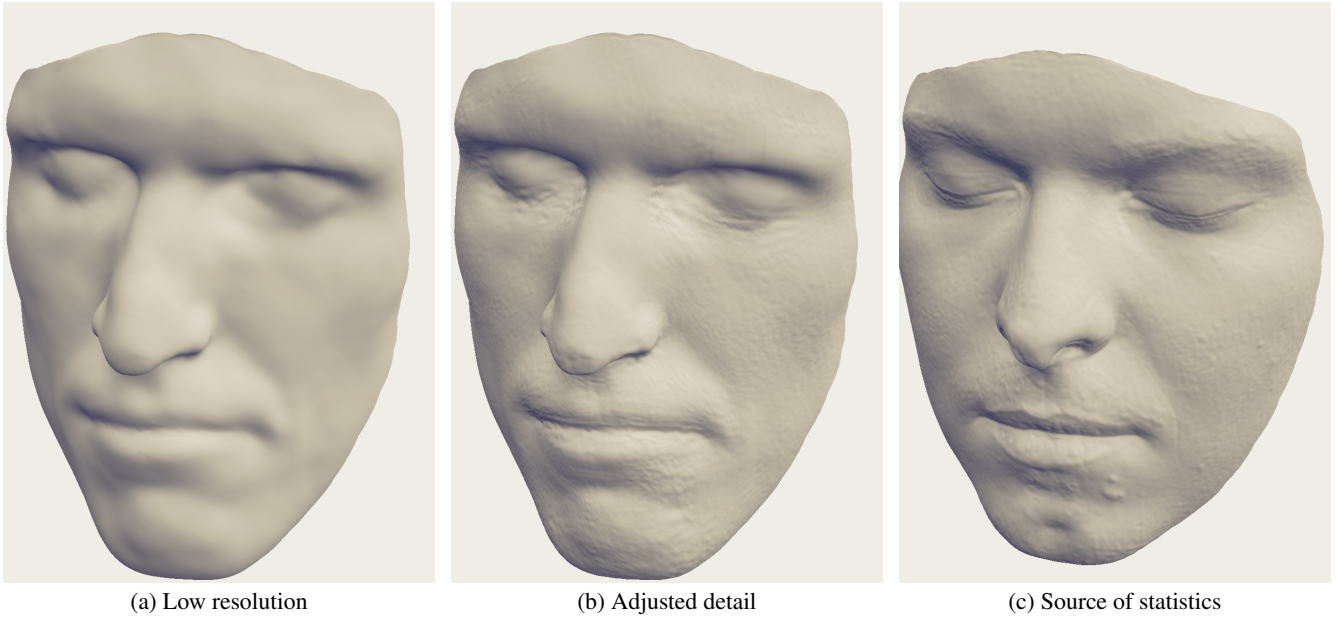 (a) Low resolution
(b) Adjusted detail
(c) Source of statistics